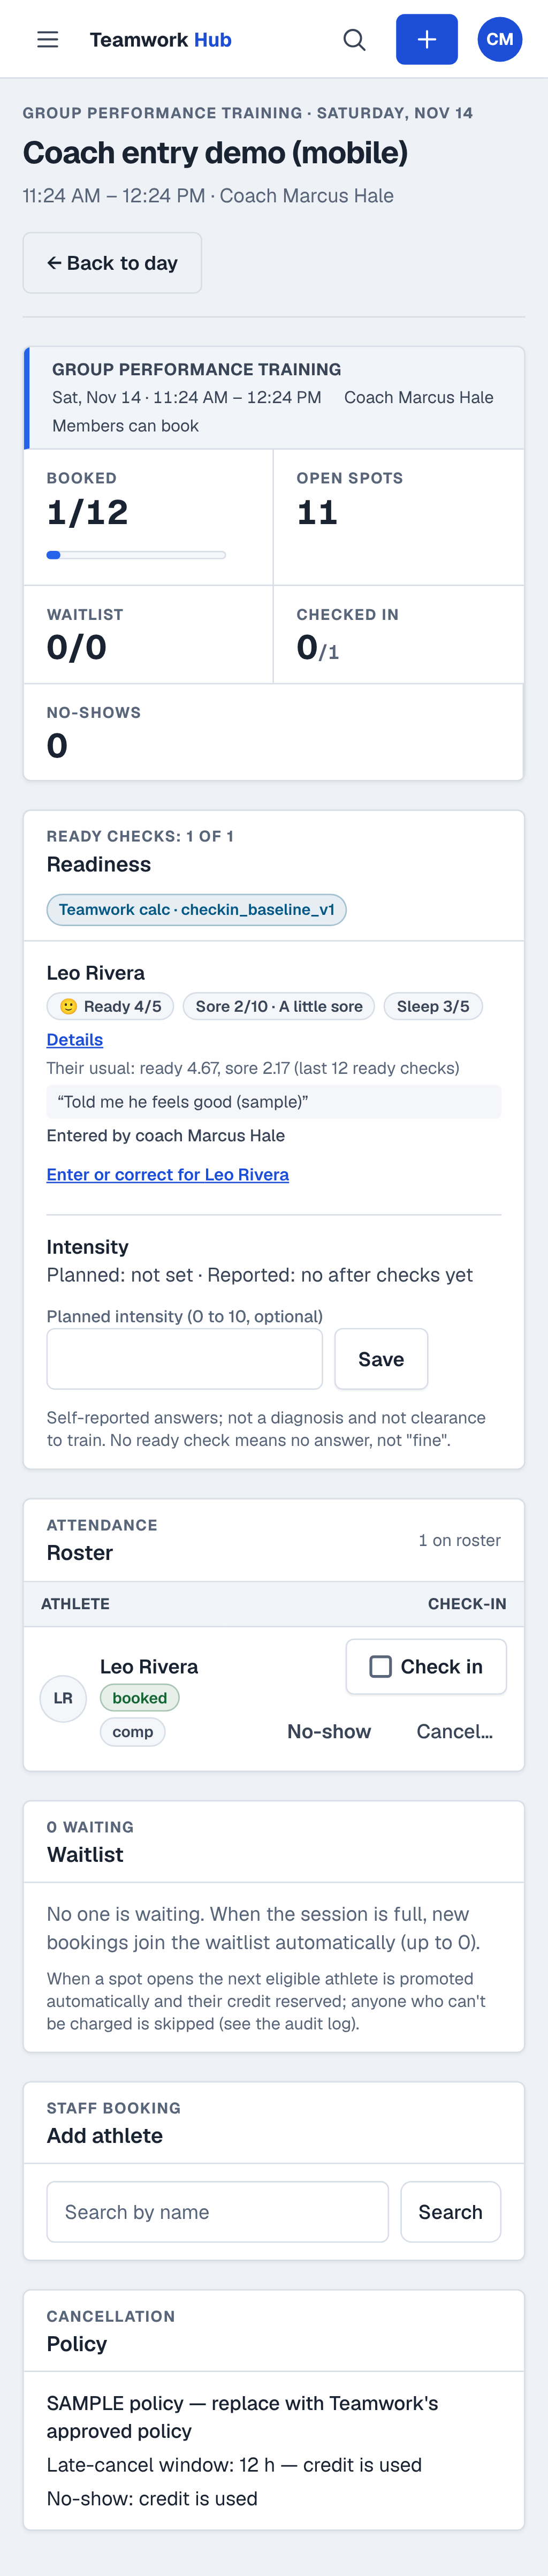 Teamwork Hub
CM
GROUP PERFORMANCE TRAINING · SATURDAY, NOV 14
Coach entry demo (mobile)
11:24 AM – 12:24 PM · Coach Marcus Hale
← Back to day
GROUP PERFORMANCE TRAINING
Sat, Nov 14 · 11:24 AM – 12:24 PM Coach Marcus Hale
Members can book
BOOKED
1/12
OPEN SPOTS
11
WAITLIST
0/0
CHECKED IN
0/1
NO-SHOWS
0
READY CHECKS: 1 OF 1
Readiness
Teamwork calc · checkin_baseline_v1
Leo Rivera
🙂 Ready 4/5 Sore 2/10 · A little sore Sleep 3/5
Details
Their usual: ready 4.67, sore 2.17 (last 12 ready checks)
“Told me he feels good (sample)”
Entered by coach Marcus Hale
Enter or correct for Leo Rivera
Intensity
Planned: not set · Reported: no after checks yet
Planned intensity (0 to 10, optional)
Save
Self-reported answers; not a diagnosis and not clearance
to train. No ready check means no answer, not "fine".
ATTENDANCE
Roster
1 on roster
ATHLETE CHECK-IN
LR
Leo Rivera
booked
comp
Check in
No-show Cancel...
0 WAITING
Waitlist
No one is waiting. When the session is full, new
bookings join the waitlist automatically (up to 0).
When a spot opens the next eligible athlete is promoted
automatically and their credit reserved; anyone who can't
be charged is skipped (see the audit log).
STAFF BOOKING
Add athlete
Search by name Search
CANCELLATION
Policy
SAMPLE policy — replace with Teamwork's
approved policy
Late-cancel window: 12 h — credit is used
No-show: credit is used